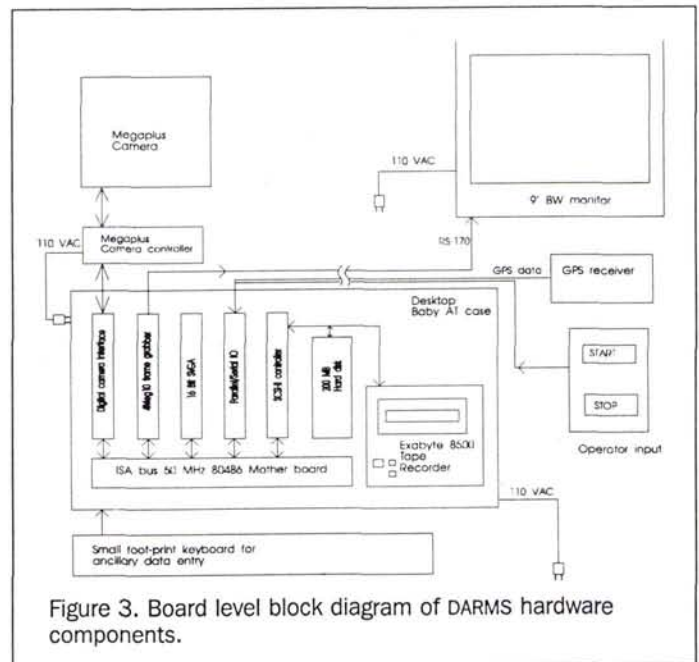 Megaplus
Camera
110 VAC
9' BW monitor
110 VAC
Megaplus
Camera controller
RS-170
GPS data
GPS receiver
Desktop
Baby AT case
Digital camera interface
4Meg10 frame grabber
16 Bit SVGA
Parallel/Serial IO
SCSI-II controller
Hard disk
START
STOP
Operator input
Exabyte 8500
Tape
Recorder
ISA bus 50 MHz 80486 Mother board
110 VAC
Small foot-print keyboard for
ancillary data entry
Figure 3. Board level block diagram of DARMS hardware
components.